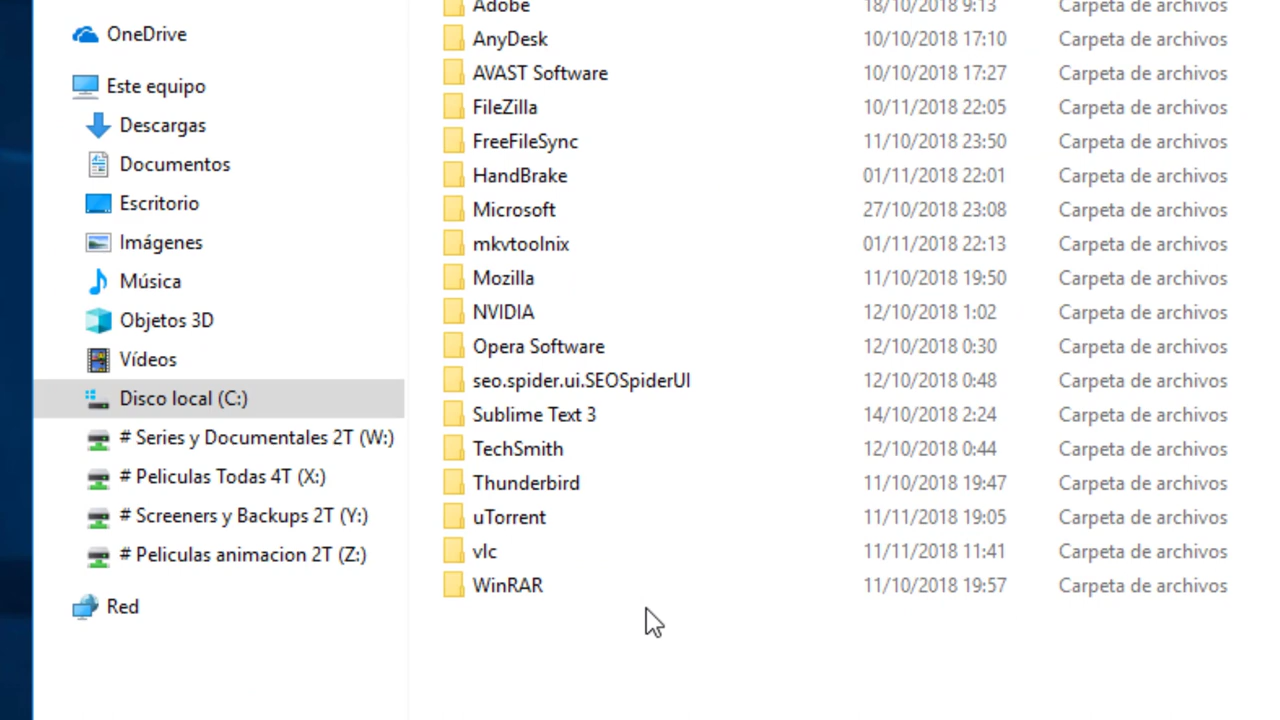 OneDrive
Este equipo
Descargas
Documentos
Escritorio
Imágenes
Música
Objetos 3D
Vídeos
Disco local (C:)
# Series y Documentales 2T (W:)
# Peliculas Todas 4T (X:)
# Screeners y Backups 2T (Y:)
# Peliculas animacion 2T (Z:)
Red
Adobe 18/10/2018 9:13 Carpeta de archivos
AnyDesk 10/10/2018 17:10 Carpeta de archivos
AVAST Software 10/10/2018 17:27 Carpeta de archivos
FileZilla 10/11/2018 22:05 Carpeta de archivos
FreeFileSync 11/10/2018 23:50 Carpeta de archivos
HandBrake 01/11/2018 22:01 Carpeta de archivos
Microsoft 27/10/2018 23:08 Carpeta de archivos
mkvtoolnix 01/11/2018 22:13 Carpeta de archivos
Mozilla 11/10/2018 19:50 Carpeta de archivos
NVIDIA 12/10/2018 1:02 Carpeta de archivos
Opera Software 12/10/2018 0:30 Carpeta de archivos
seo.spider.ui.SEOSpiderUI 12/10/2018 0:48 Carpeta de archivos
Sublime Text 3 14/10/2018 2:24 Carpeta de archivos
TechSmith 12/10/2018 0:44 Carpeta de archivos
Thunderbird 11/10/2018 19:47 Carpeta de archivos
uTorrent 11/11/2018 19:05 Carpeta de archivos
vlc 11/11/2018 11:41 Carpeta de archivos
WinRAR 11/10/2018 19:57 Carpeta de archivos